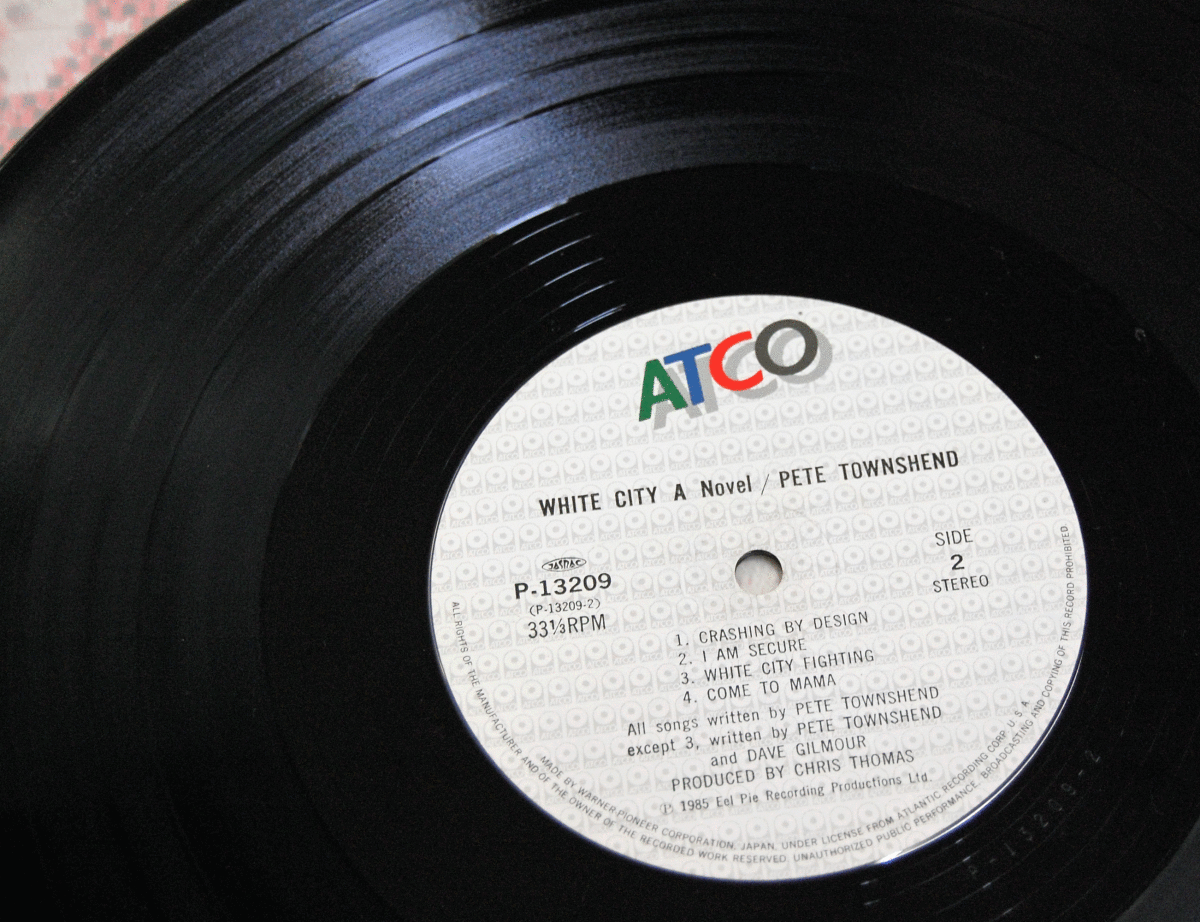 ATCO
WHITE CITY A Novel / PETE TOWNSHEND
JASRAC
P-13209
(P-13209-2)
33⅓RPM
SIDE
2
STEREO
1. CRASHING BY DESIGN
2. I AM SECURE
3. WHITE CITY FIGHTING
4. COME TO MAMA
All songs written by PETE TOWNSHEND
except 3, written by PETE TOWNSHEND
and DAVE GILMOUR
PRODUCED BY CHRIS THOMAS
℗ 1985 Eel Pie Recording Productions Ltd.
MADE BY WARNER-PIONEER CORPORATION, JAPAN, UNDER LICENSE FROM ATLANTIC RECORDING CORP. U.S.A.
ALL RIGHTS OF THE MANUFACTURER AND OF THE OWNER OF THE RECORDED WORK RESERVED. UNAUTHORIZED PUBLIC PERFORMANCE, BROADCASTING AND COPYING OF THIS RECORD PROHIBITED
P-13209-2